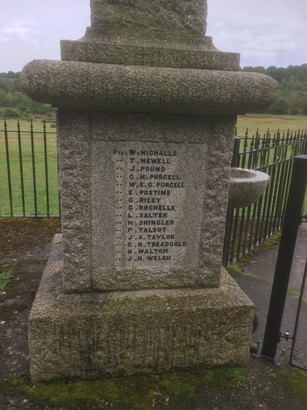 Pte W. NICHALLS
" T. NEWELL
" J. POUND
" C. H. PURCELL
" W. E. C. PURCELL
" E. POSTINS
" G. RILEY
" C. ROCHELLE
" L. SALTER
" H. SHINGLER
" P. TALBOT
" J. A. TAYLOR
" C. H. TREADGOLD
" H. WALTON
" J. H. WELCH